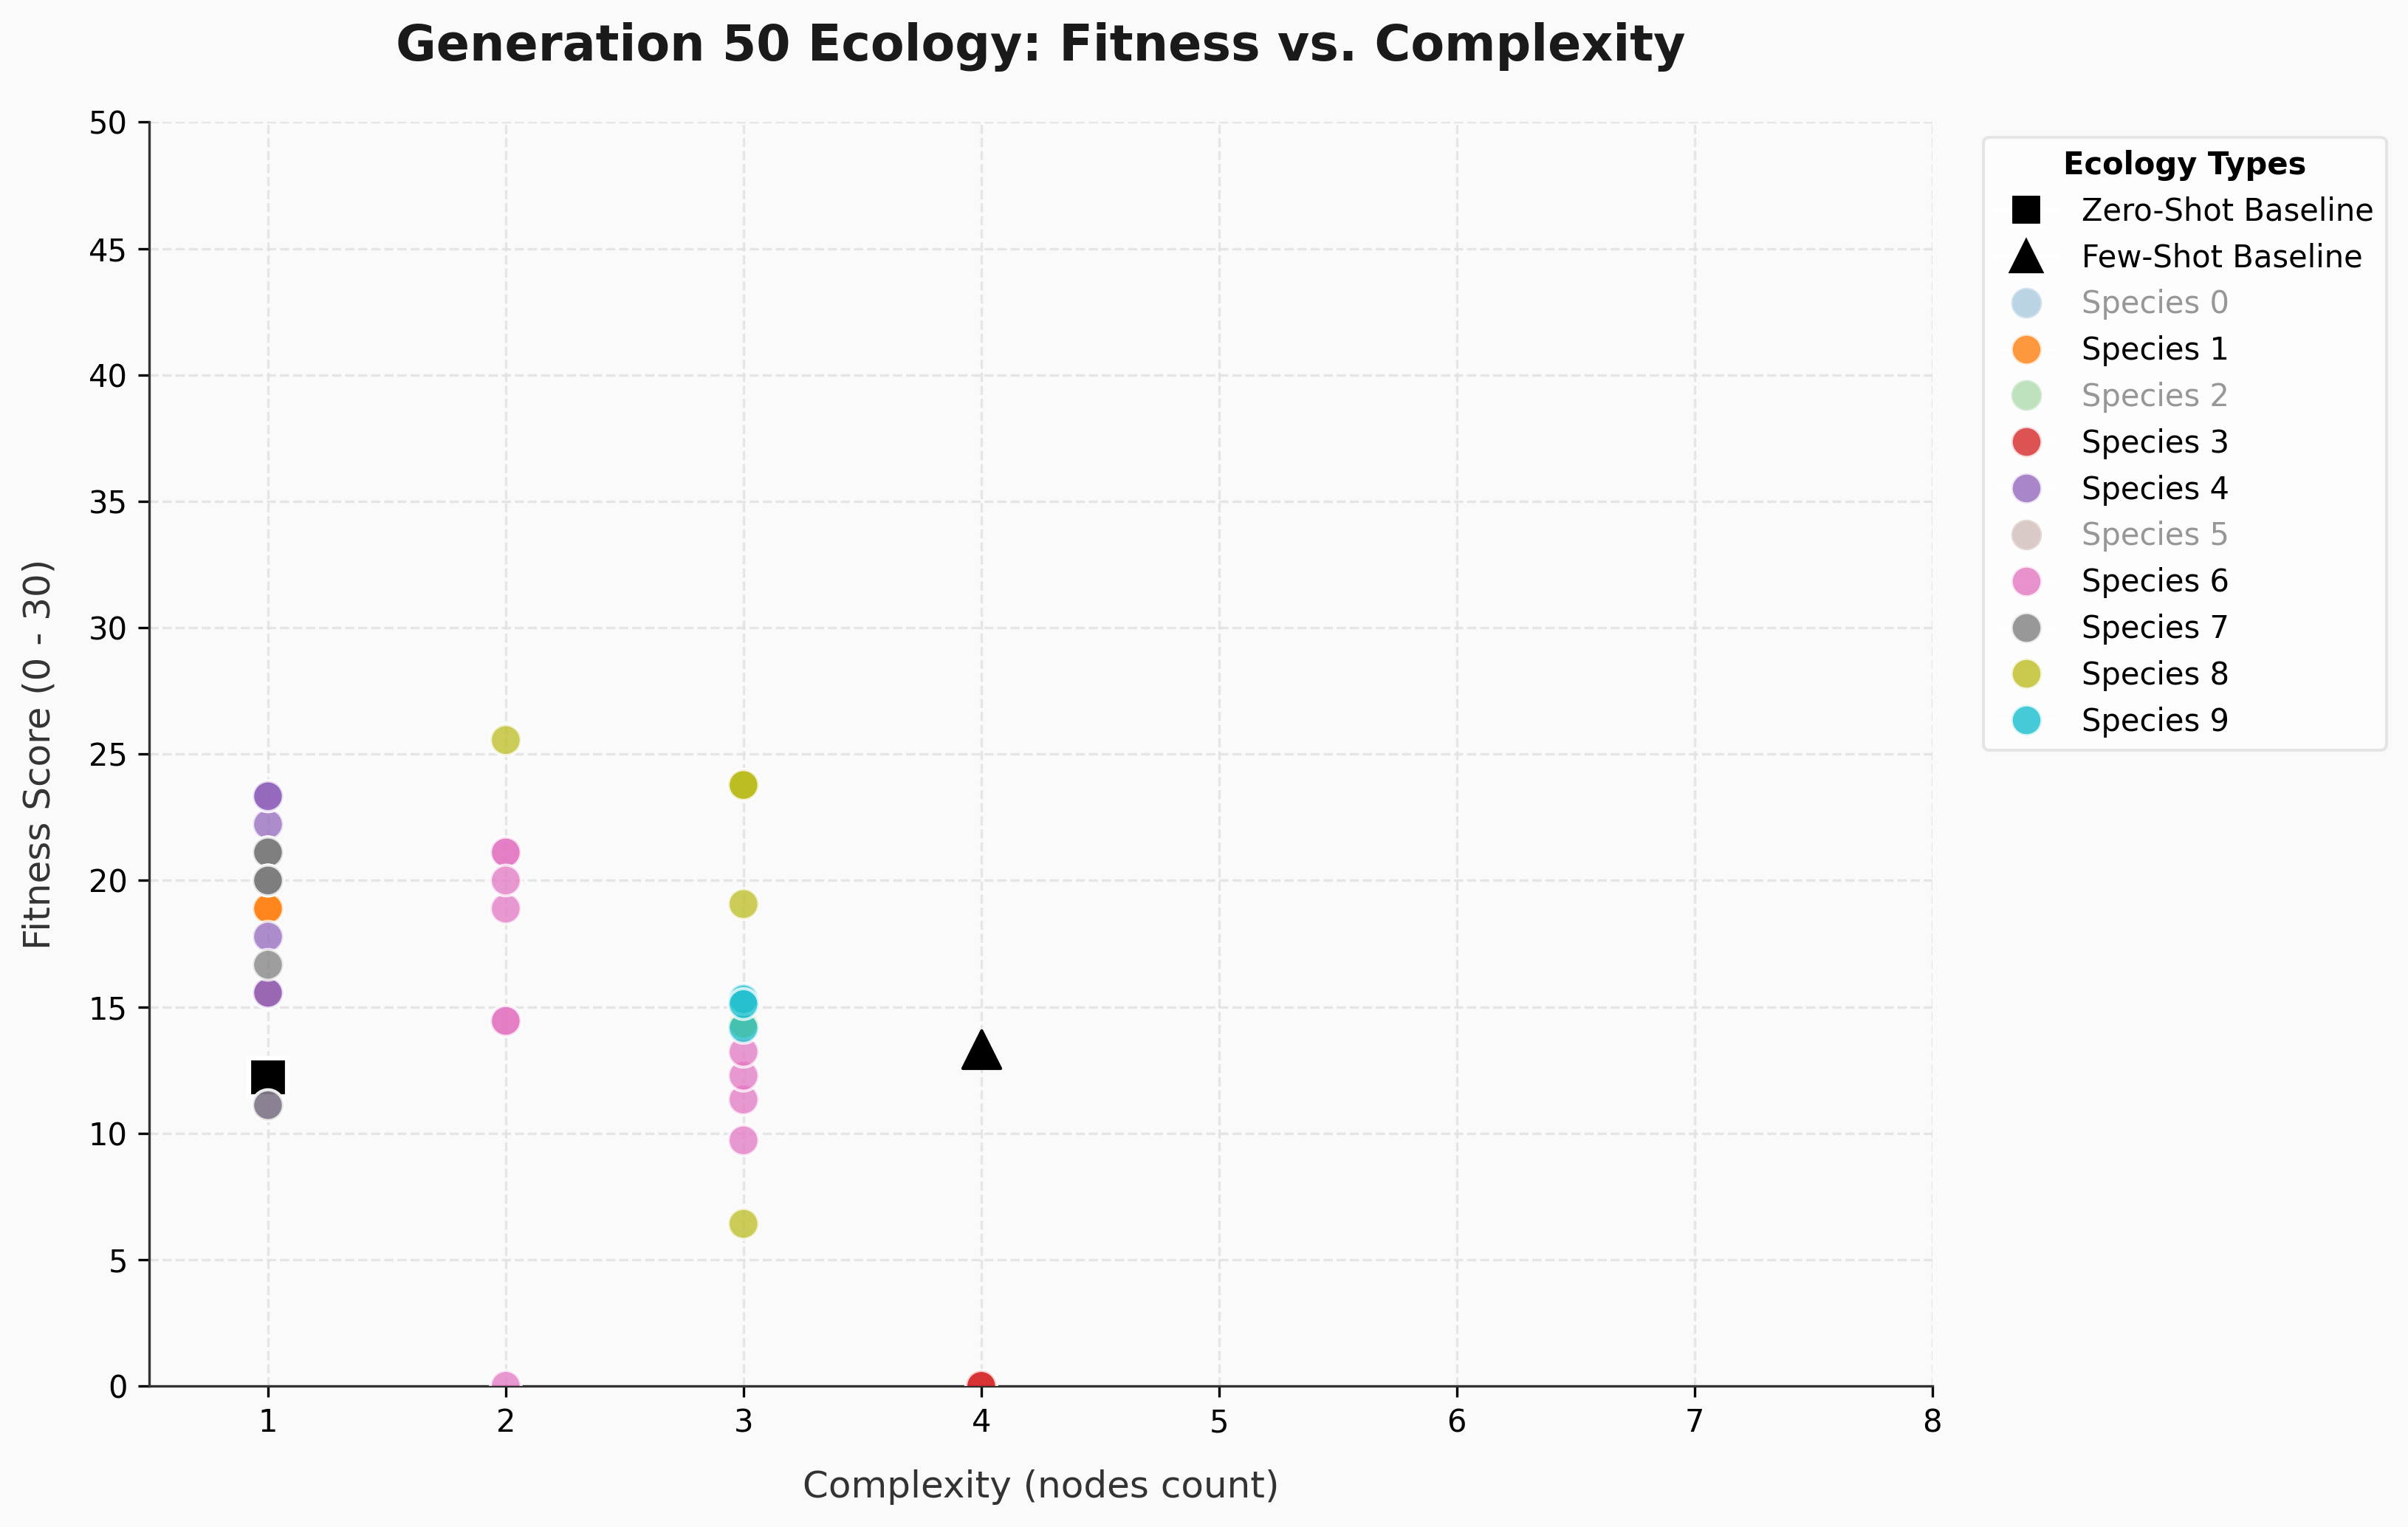 Generation 50 Ecology: Fitness vs. Complexity
50
45
40
35
30
25
20
15
10
5
0
Fitness Score (0 - 30)
1 2 3 4 5 6 7 8
Complexity (nodes count)
Ecology Types
Zero-Shot Baseline
Few-Shot Baseline
Species 0
Species 1
Species 2
Species 3
Species 4
Species 5
Species 6
Species 7
Species 8
Species 9